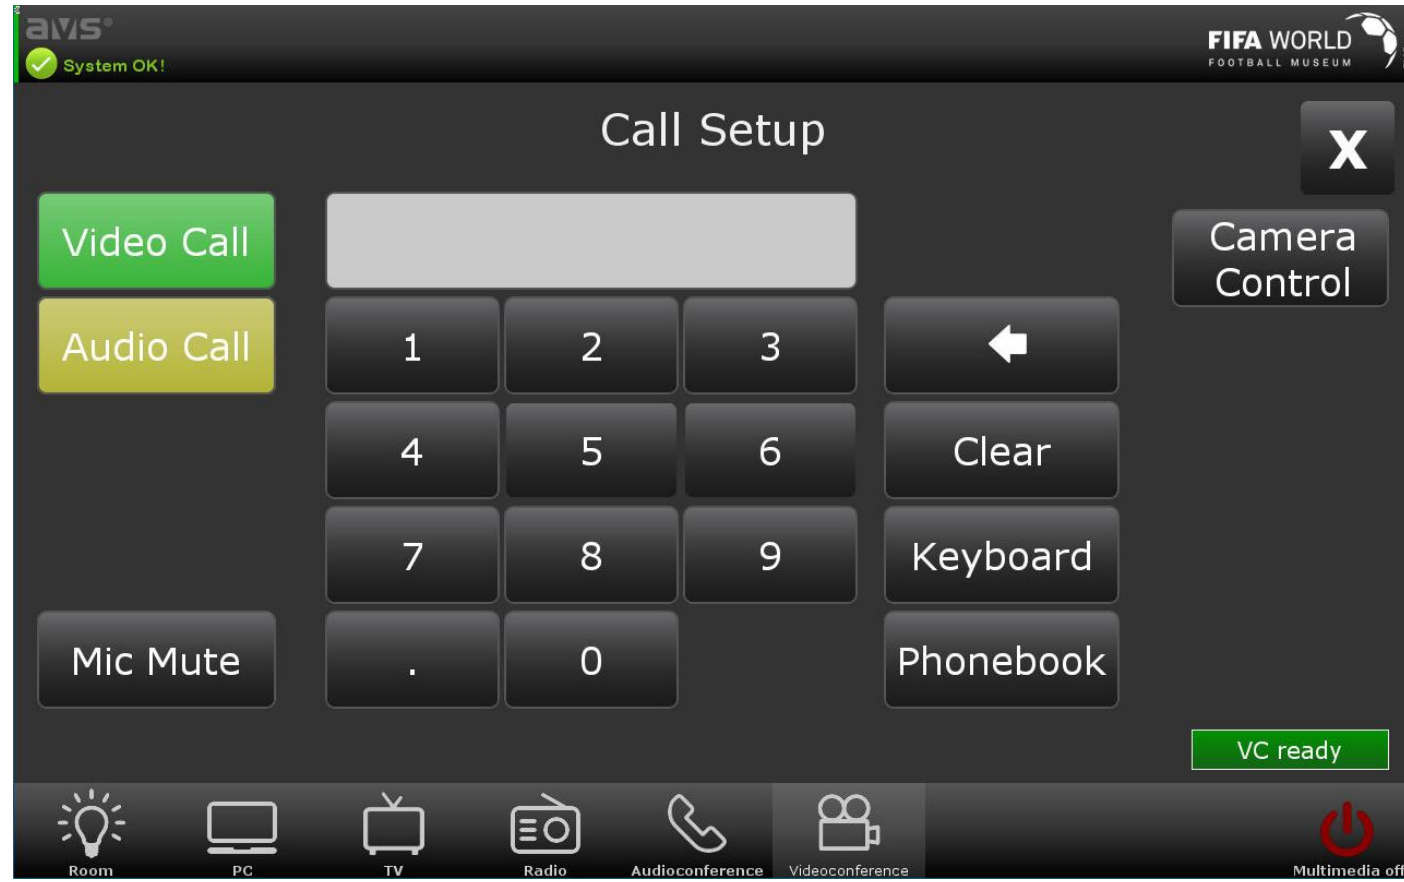 avs
System OK!
FIFA WORLD
FOOTBALL MUSEUM
Call Setup
X
Video Call
Camera
Control
Audio Call
1
2
3
4
5
6
Clear
7
8
9
Keyboard
Mic Mute
.
0
Phonebook
VC ready
Room
PC
TV
Radio
Audioconference
Videoconference
Multimedia off